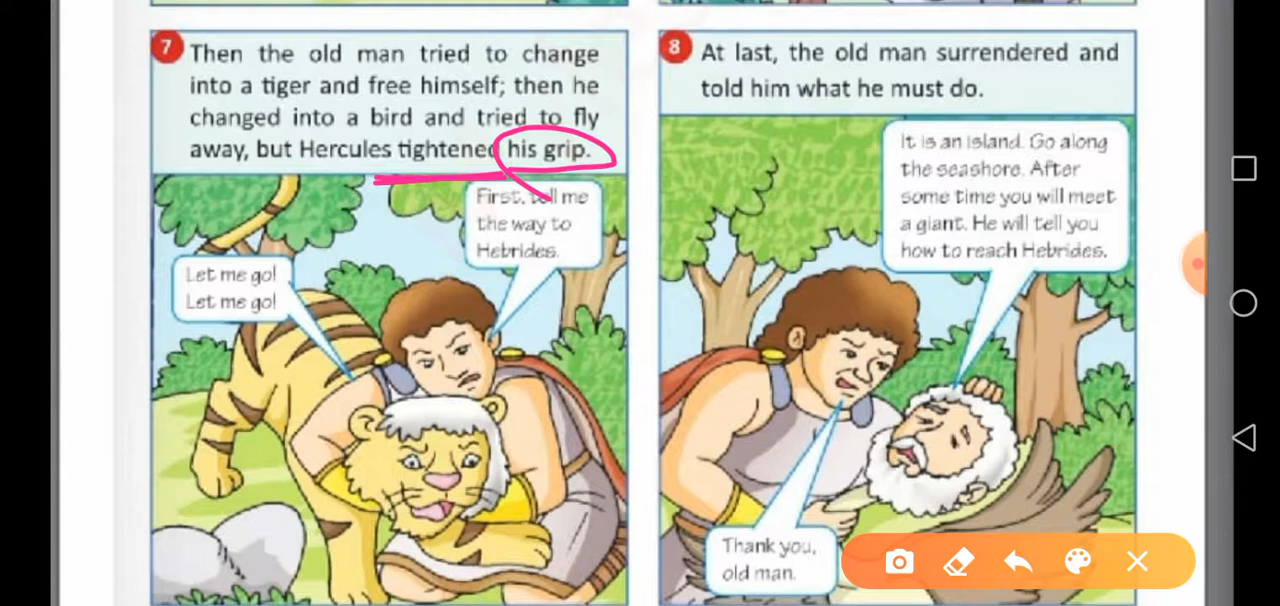 7
Then the old man tried to change
into a tiger and free himself; then he
changed into a bird and tried to fly
away, but Hercules tightened his grip.
First, tell me
the way to
Hebrides.
Let me go!
Let me go!
8
At last, the old man surrendered and
told him what he must do.
It is an island. Go along
the seashore. After
some time you will meet
a giant. He will tell you
how to reach Hebrides.
Thank you,
old man.